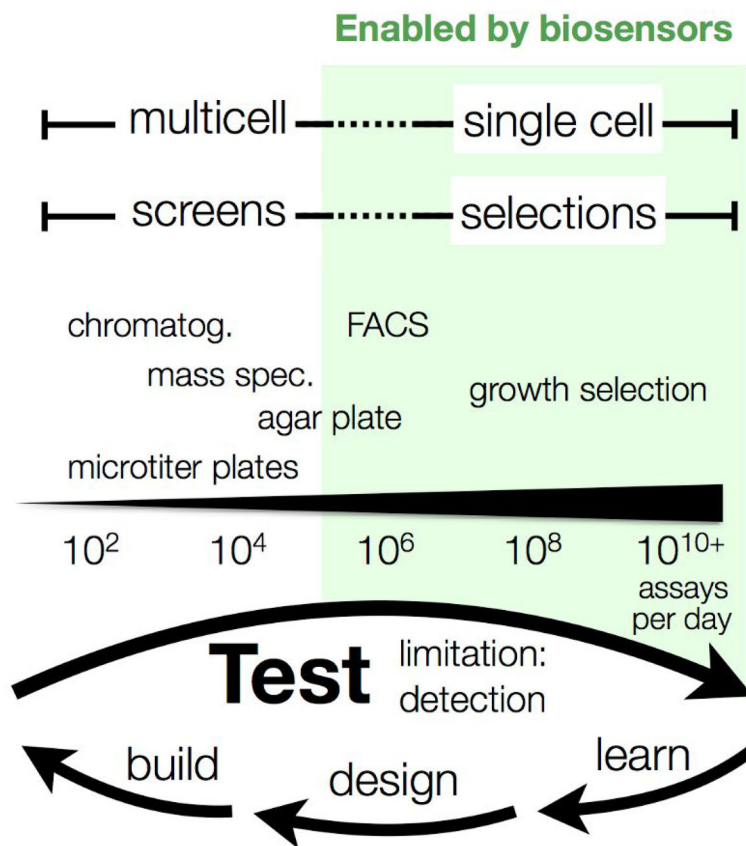 Enabled by biosensors
multicell single cell
screens selections
chromatog. FACS
mass spec. growth selection
agar plate
microtiter plates
10² 10⁴ 10⁶ 10⁸ 10¹⁰⁺
assays
per day
Test limitation:
detection
build design learn